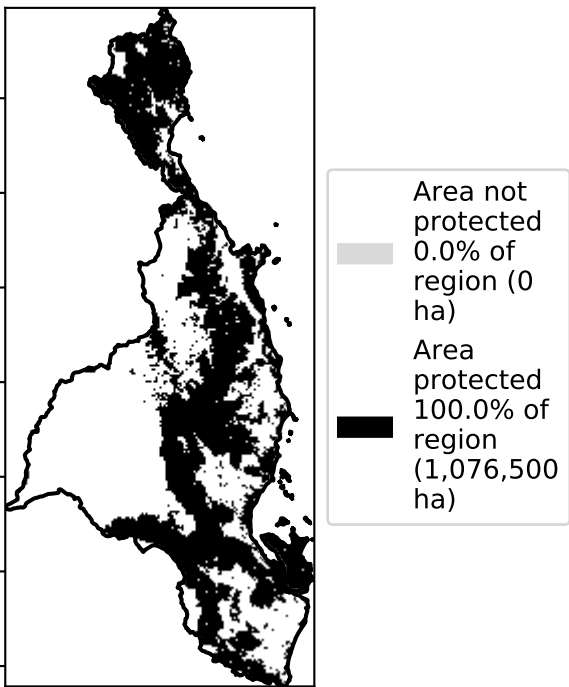 Area not
protected
0.0% of
region (0
ha)
Area
protected
100.0% of
region
(1,076,500
ha)